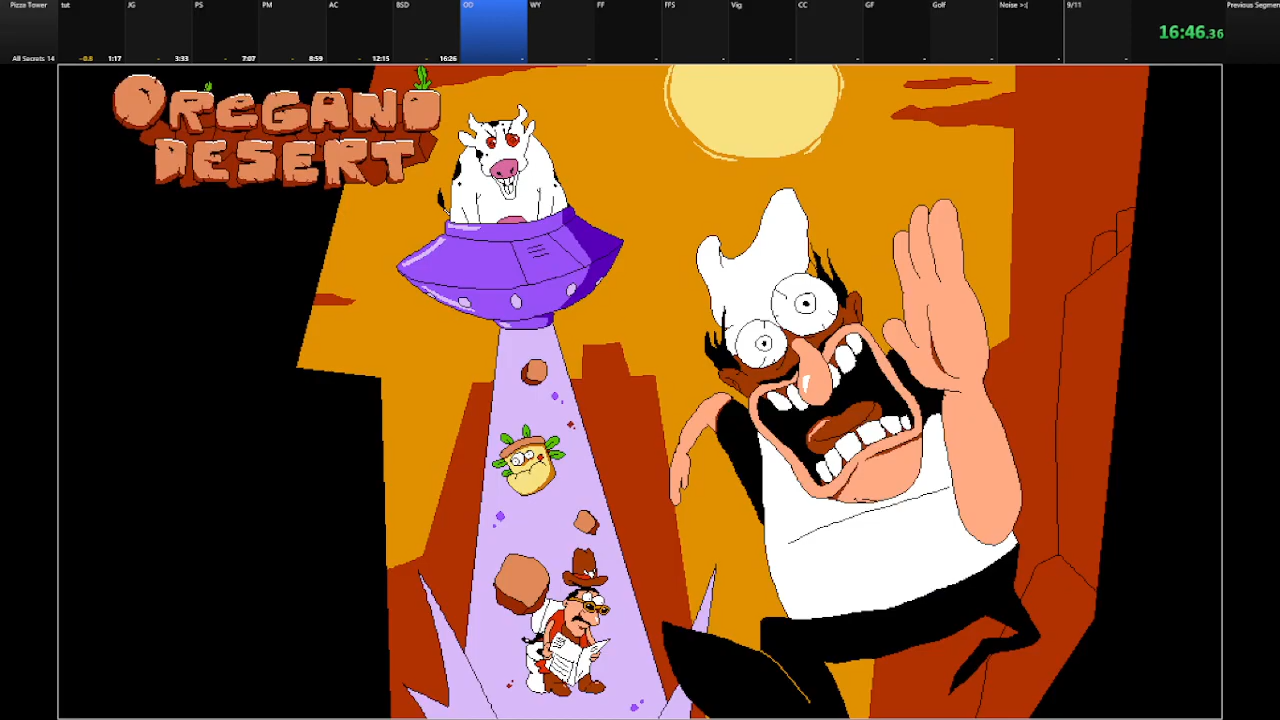 Pizza Tower tut JG PS PM AC BSD OO WY FF FFS Vig CC GF Golf Noise >:( 9/11 Previous Segmen
16:46.36
All Secrets 14 -0.8 1:17 - 3:33 - 7:07 - 8:59 - 12:15 - 16:26 - - - - - - - - - -
OREGANO
DESERT